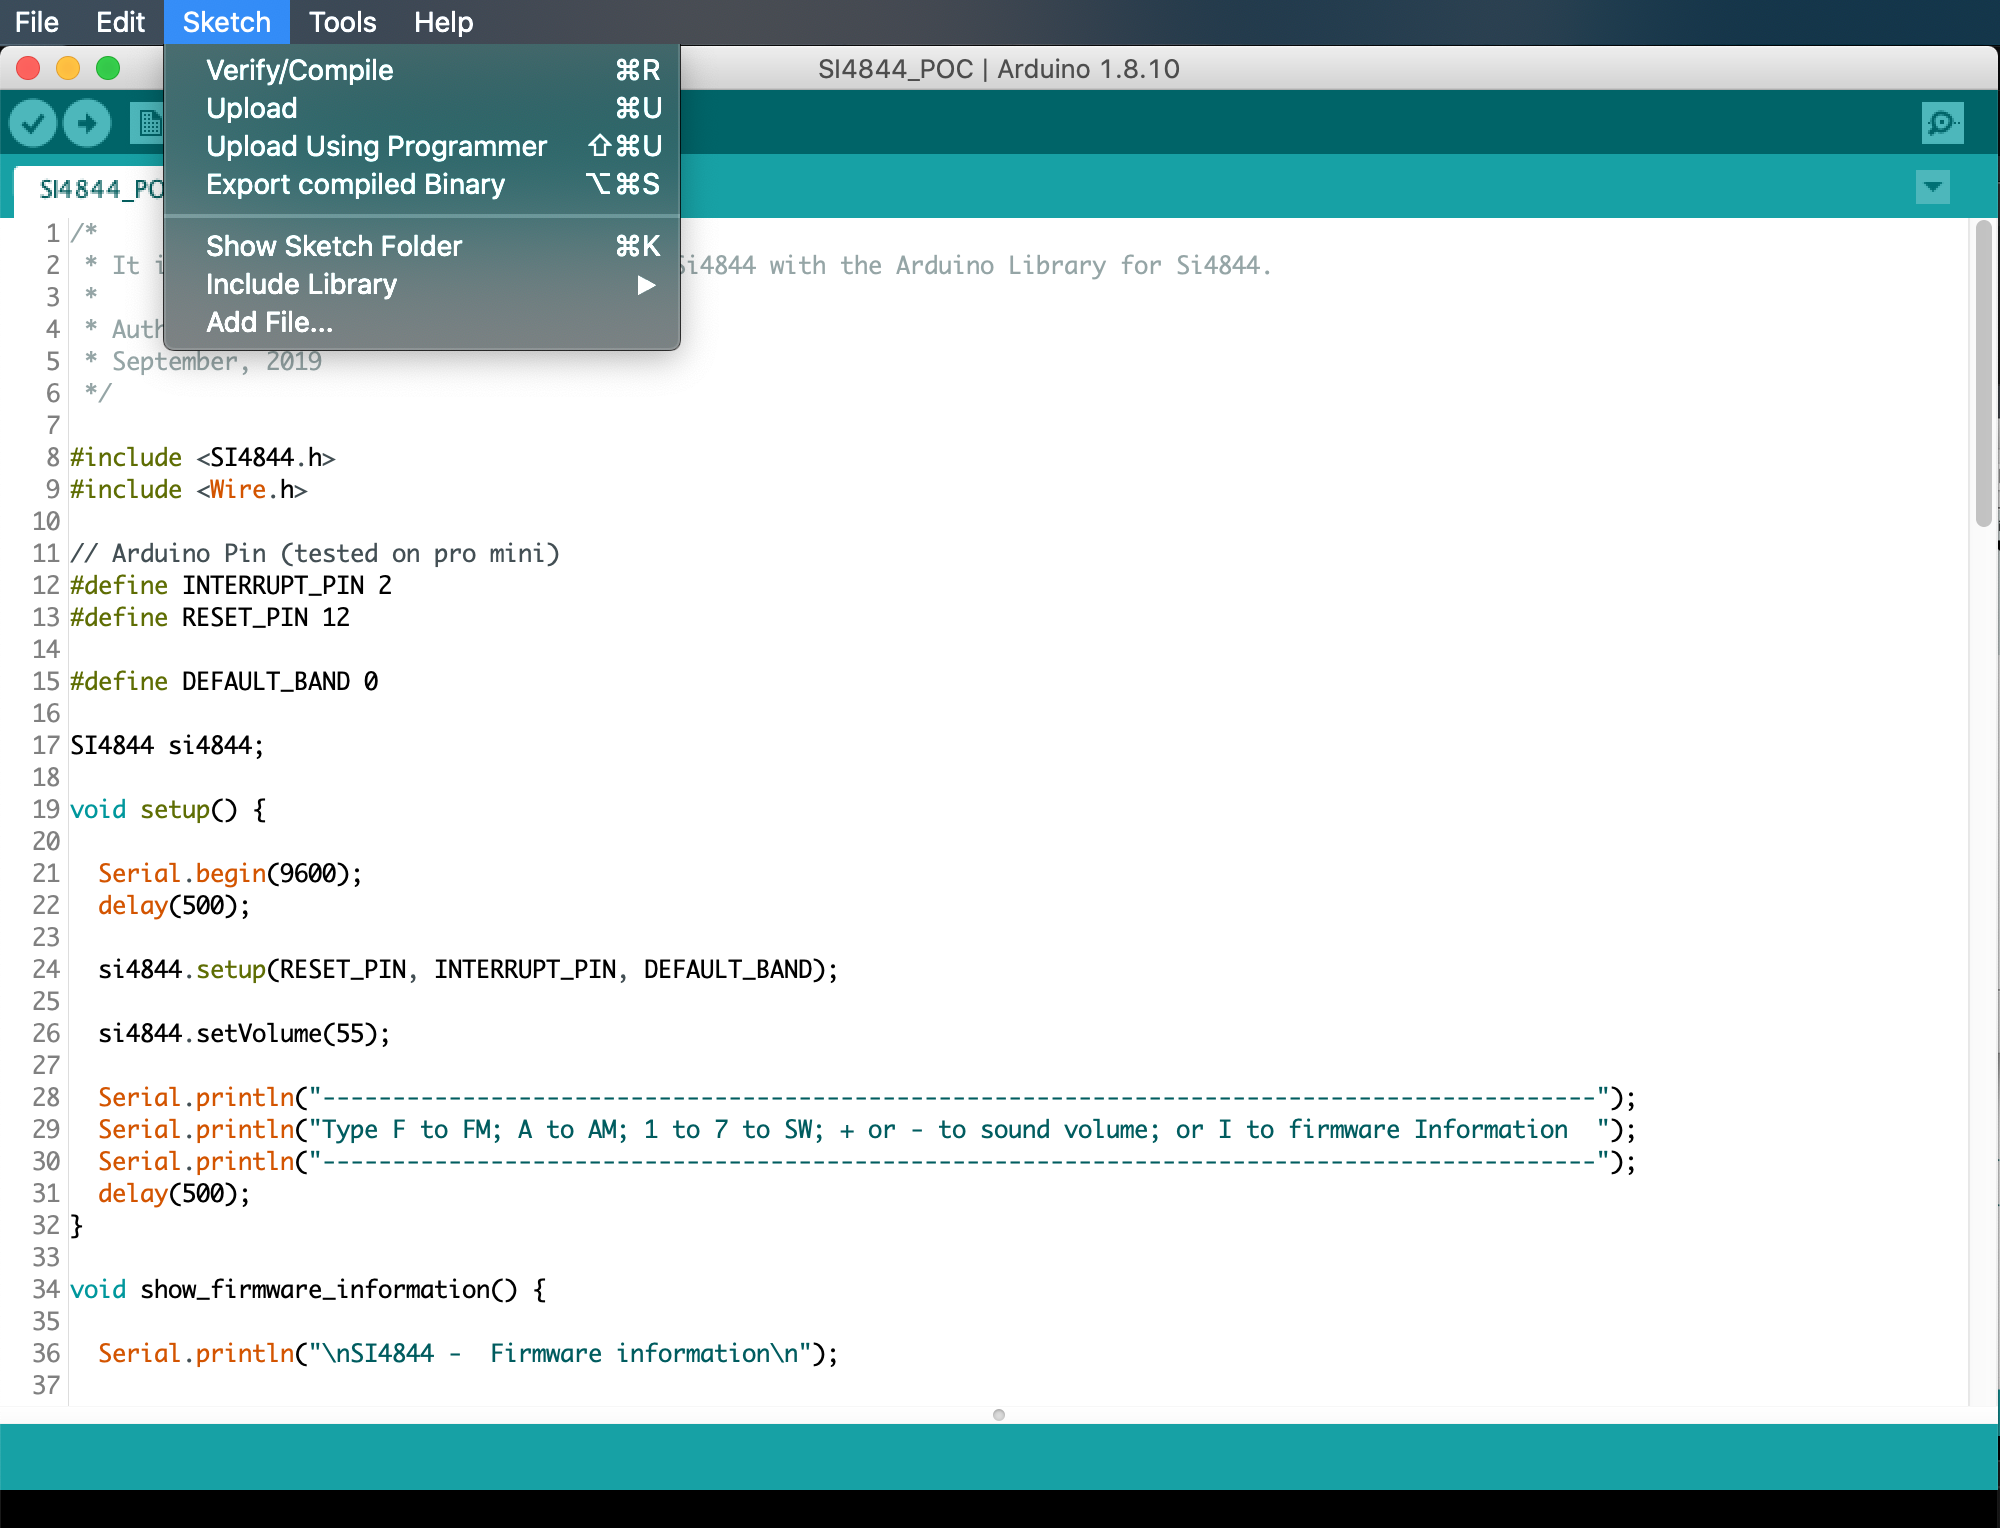 File Edit Sketch Tools Help
SI4844_POC | Arduino 1.8.10
Verify/Compile ⌘R
Upload ⌘U
Upload Using Programmer ⇧⌘U
Export compiled Binary ⌥⌘S
Show Sketch Folder ⌘K
Include Library ▶
Add File...
SI4844_PO
1 /*
2  * It i Si4844 with the Arduino Library for Si4844.
3  *
4  * Auth
5  * September, 2019
6  */
7
8 #include <SI4844.h>
9 #include <Wire.h>
10
11 // Arduino Pin (tested on pro mini)
12 #define INTERRUPT_PIN 2
13 #define RESET_PIN 12
14
15 #define DEFAULT_BAND 0
16
17 SI4844 si4844;
18
19 void setup() {
20
21   Serial.begin(9600);
22   delay(500);
23
24   si4844.setup(RESET_PIN, INTERRUPT_PIN, DEFAULT_BAND);
25
26   si4844.setVolume(55);
27
28   Serial.println("-------------------------------------------------------------------------------------------");
29   Serial.println("Type F to FM; A to AM; 1 to 7 to SW; + or - to sound volume; or I to firmware Information  ");
30   Serial.println("-------------------------------------------------------------------------------------------");
31   delay(500);
32 }
33
34 void show_firmware_information() {
35
36   Serial.println("\nSI4844 -  Firmware information\n");
37